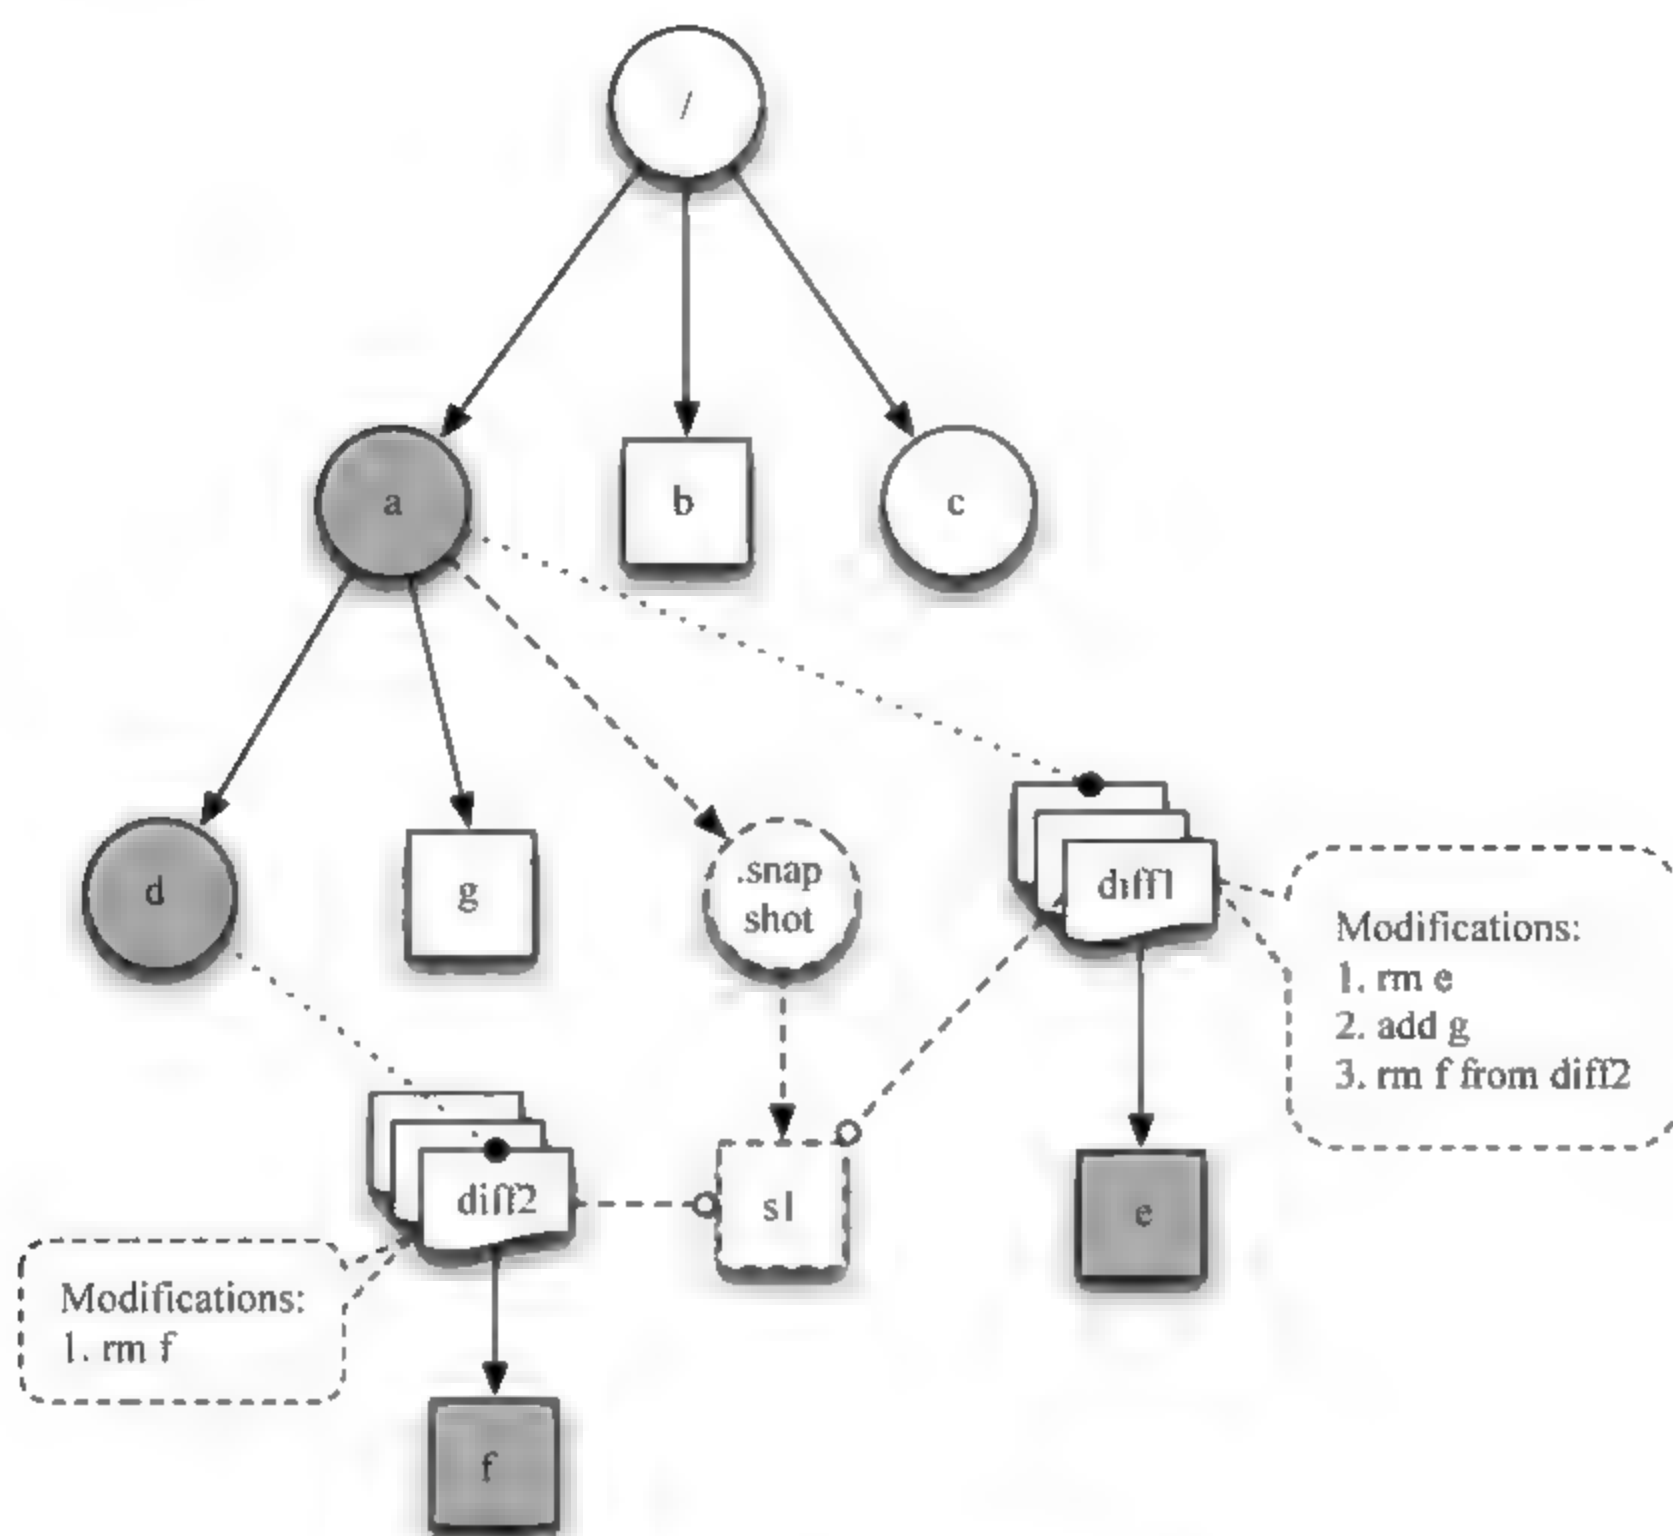 /
a
b
c
d
g
.snap
shot
diff1
Modifications:
1. rm e
2. add g
3. rm f from diff2
diff2
s1
e
Modifications:
1. rm f
f